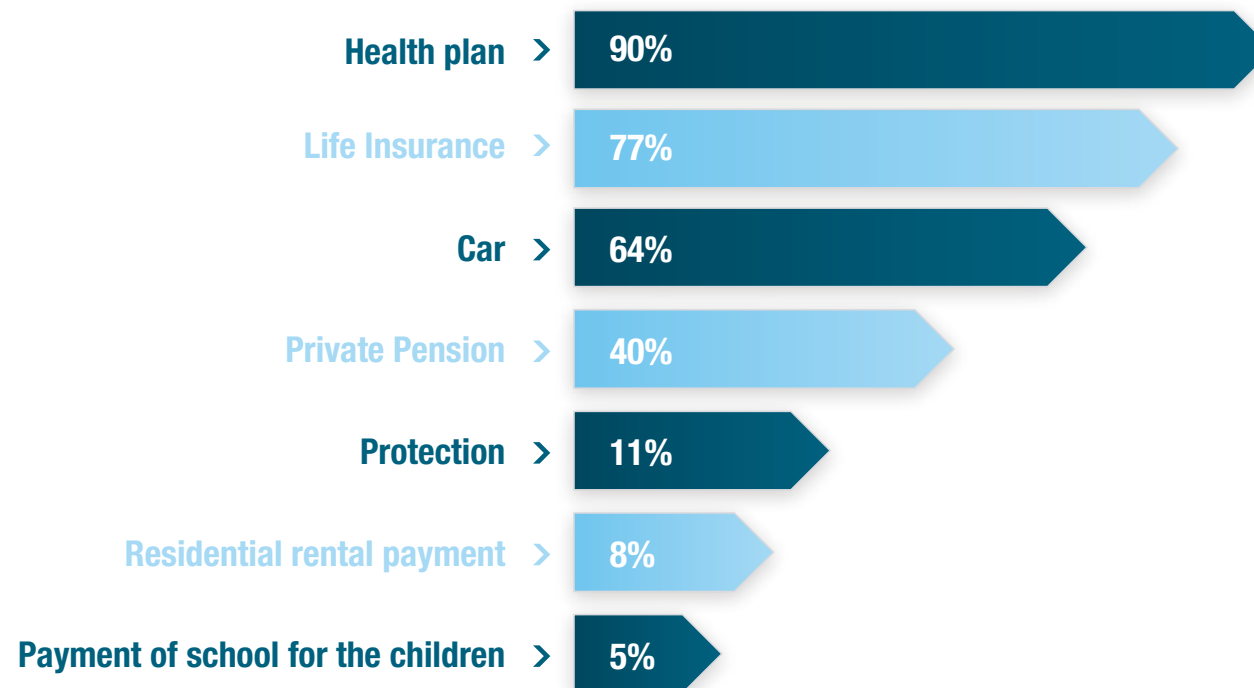 Health plan > 90%
Life Insurance > 77%
Car > 64%
Private Pension > 40%
Protection > 11%
Residential rental payment > 8%
Payment of school for the children > 5%